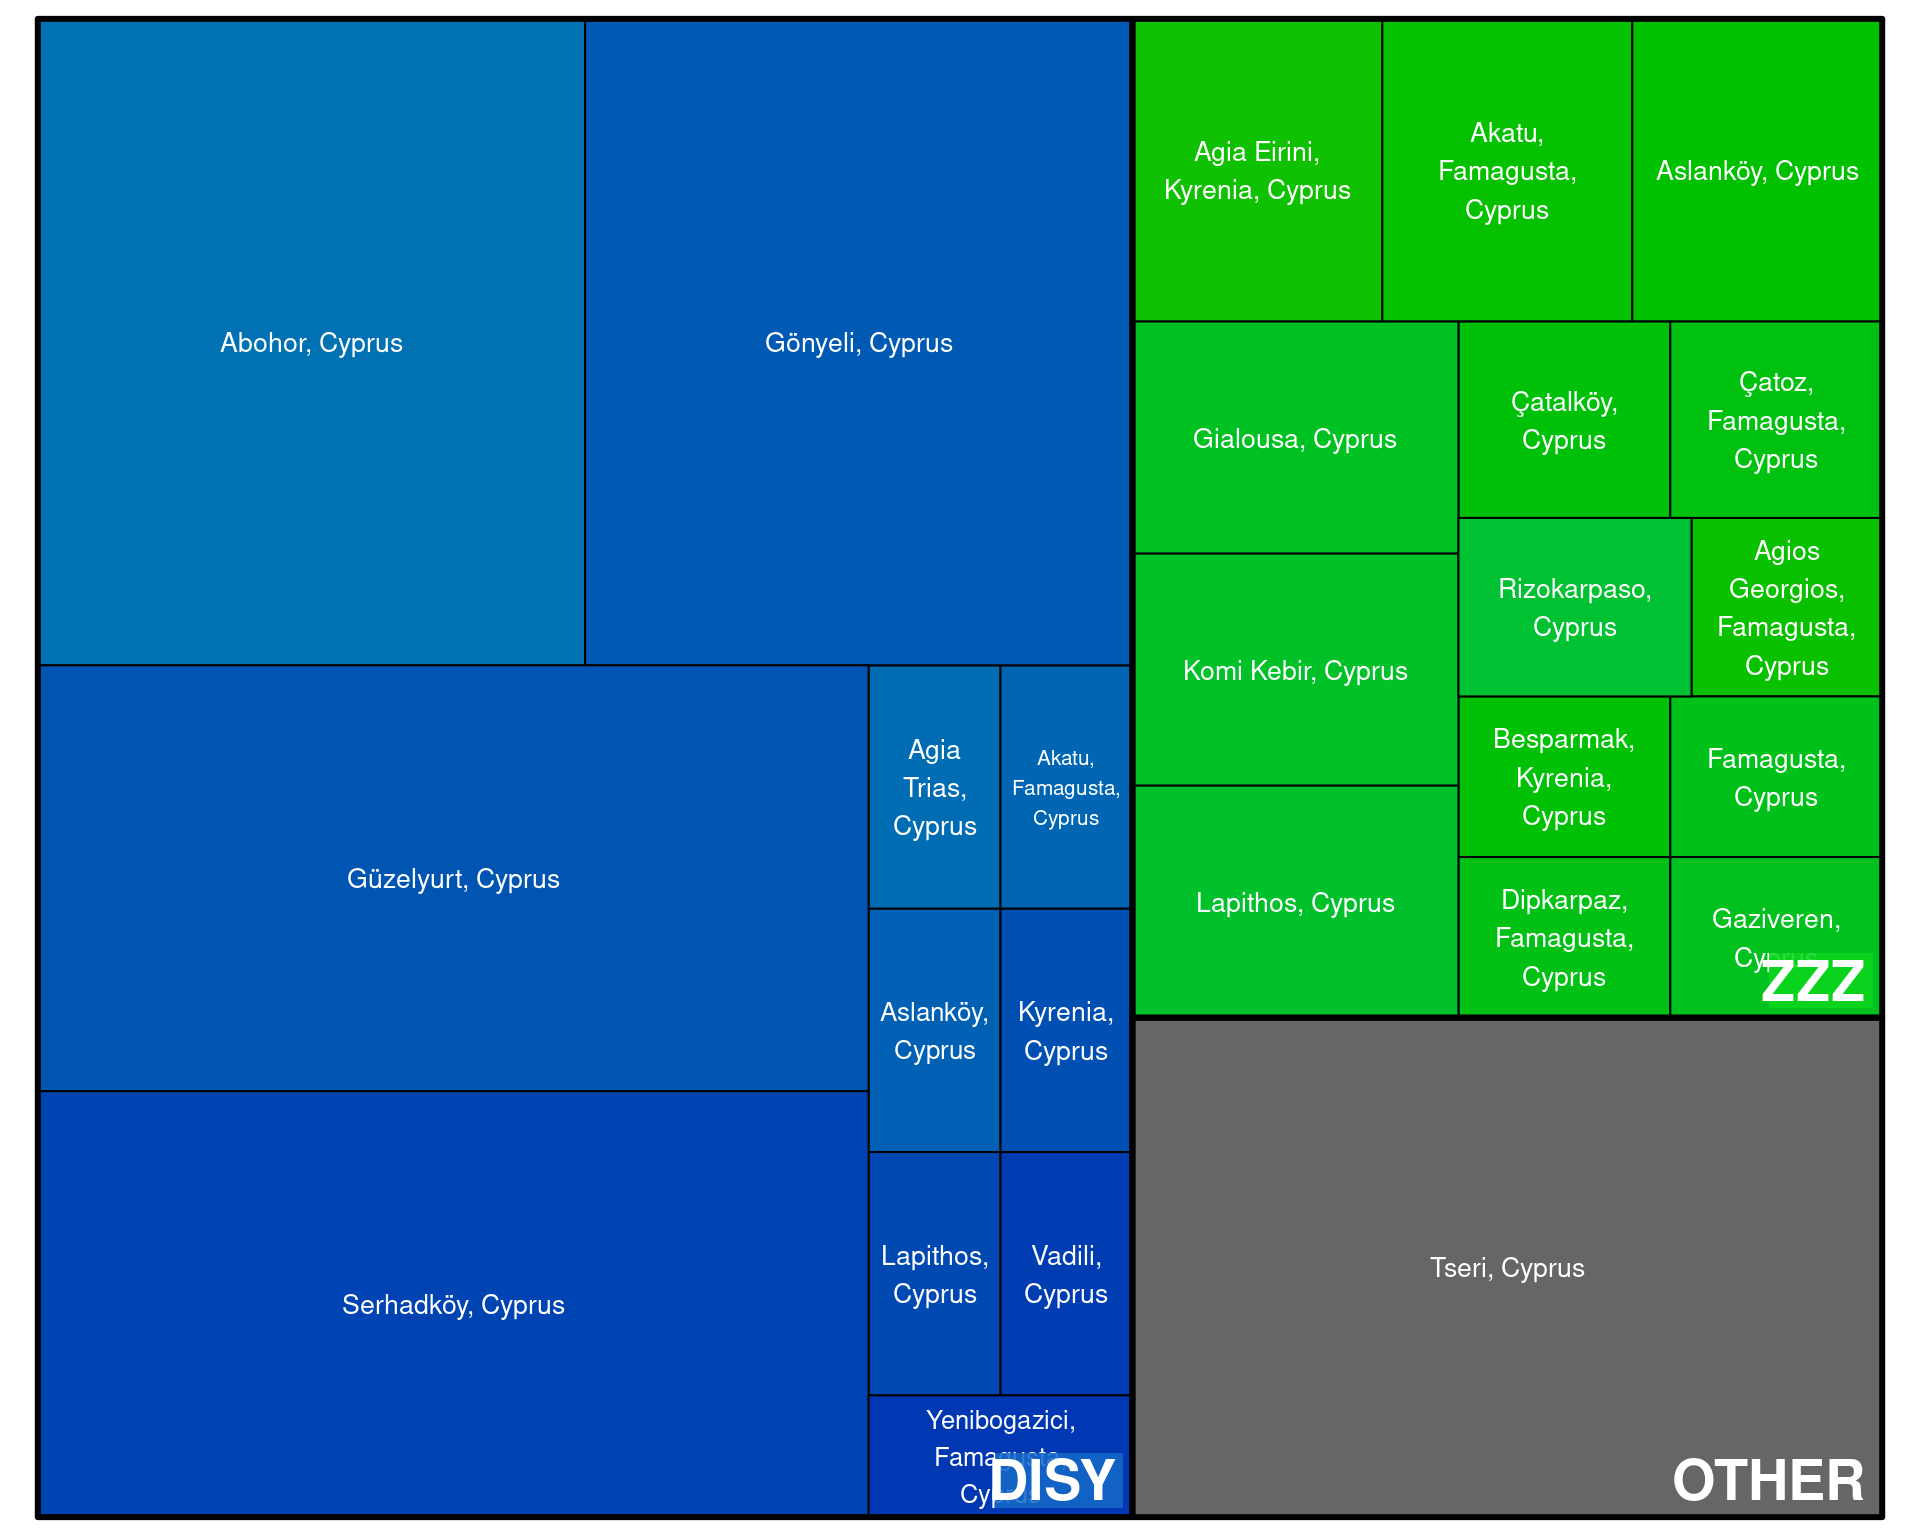 Abohor, Cyprus
Gönyeli, Cyprus
Güzelyurt, Cyprus
Serhadköy, Cyprus
Agia
Trias,
Cyprus
Akatu,
Famagusta,
Cyprus
Aslanköy,
Cyprus
Kyrenia,
Cyprus
Lapithos,
Cyprus
Vadili,
Cyprus
Yenibogazici,
Famagusta,
Cyprus
DISY
Agia Eirini,
Kyrenia, Cyprus
Akatu,
Famagusta,
Cyprus
Aslanköy, Cyprus
Gialousa, Cyprus
Komi Kebir, Cyprus
Lapithos, Cyprus
Çatalköy,
Cyprus
Çatoz,
Famagusta,
Cyprus
Rizokarpaso,
Cyprus
Agios
Georgios,
Famagusta,
Cyprus
Besparmak,
Kyrenia,
Cyprus
Famagusta,
Cyprus
Dipkarpaz,
Famagusta,
Cyprus
Gaziveren,
Cyprus
ZZZ
Tseri, Cyprus
OTHER